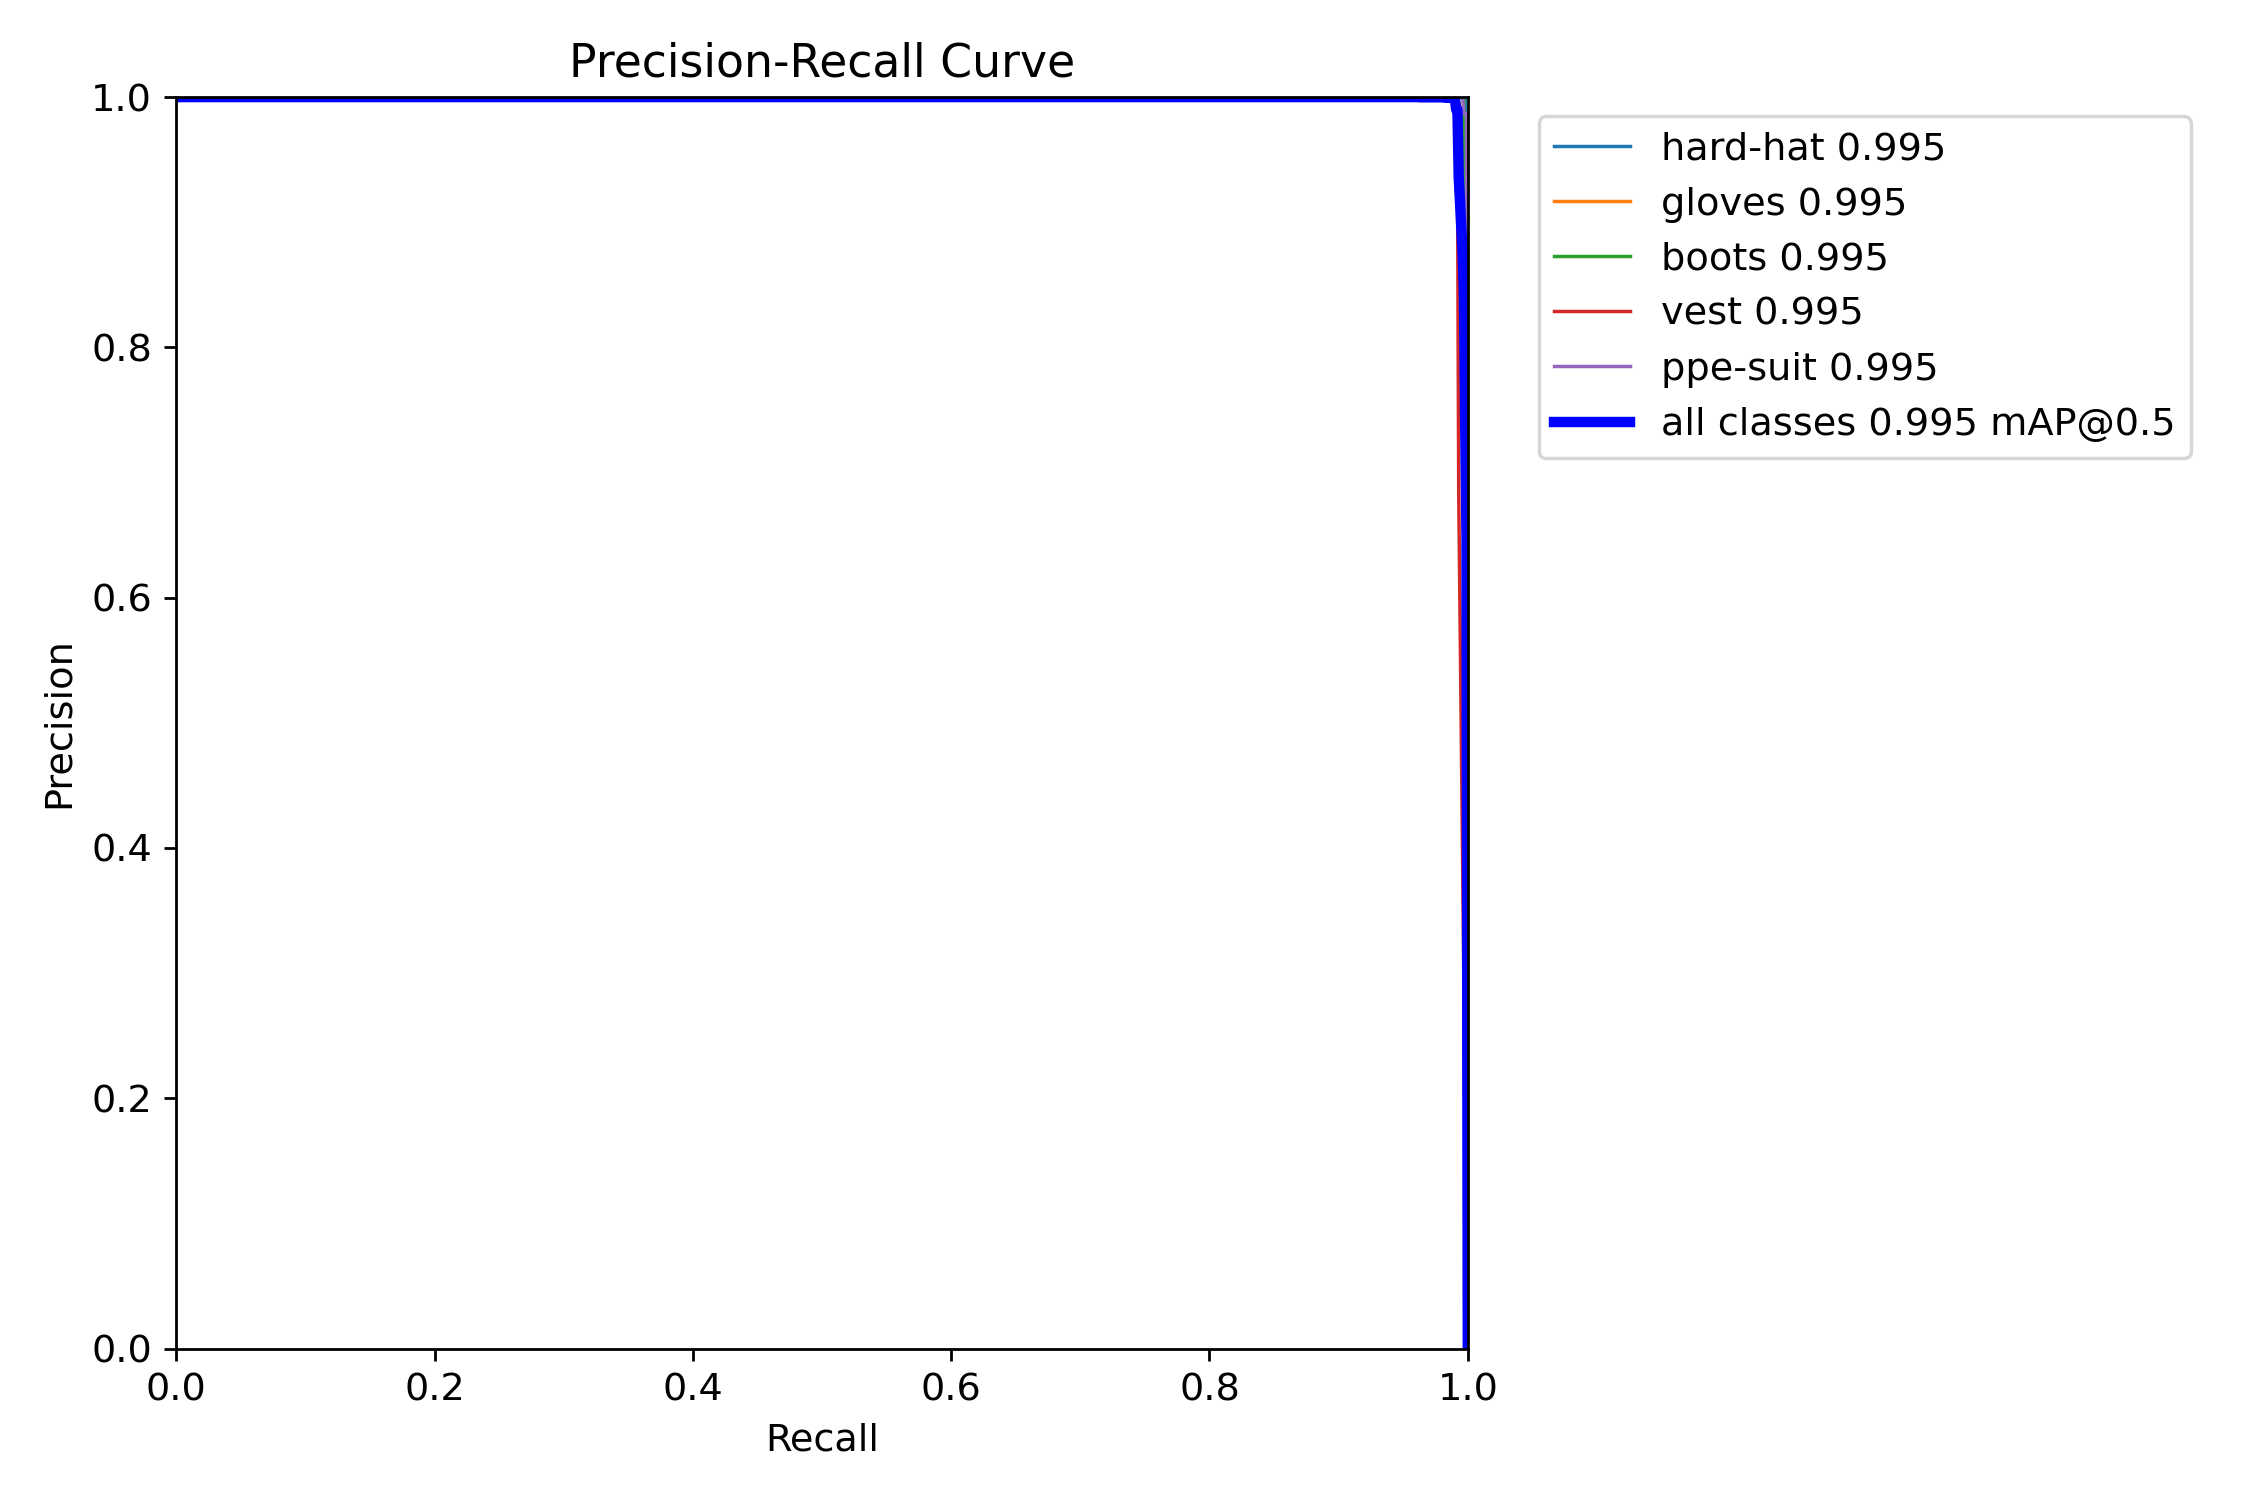 Precision-Recall Curve
1.0
0.8
0.6
0.4
0.2
0.0
Precision
0.0 0.2 0.4 0.6 0.8 1.0
Recall
hard-hat 0.995
gloves 0.995
boots 0.995
vest 0.995
ppe-suit 0.995
all classes 0.995 mAP@0.5